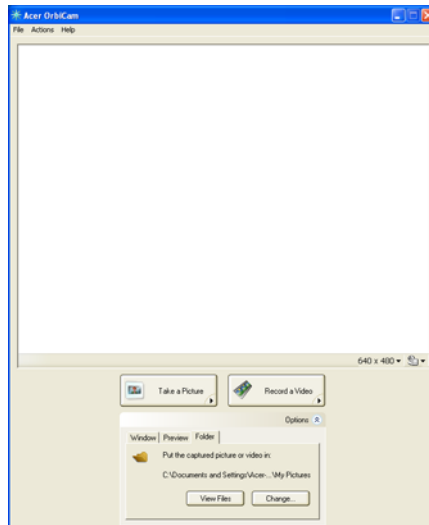 Acer OrbiCam
File Actions Help
640 x 480
Take a Picture
Record a Video
Options
Window Preview Folder
Put the captured picture or video in:
C:\Documents and Settings\Acer-...\My Pictures
View Files Change...